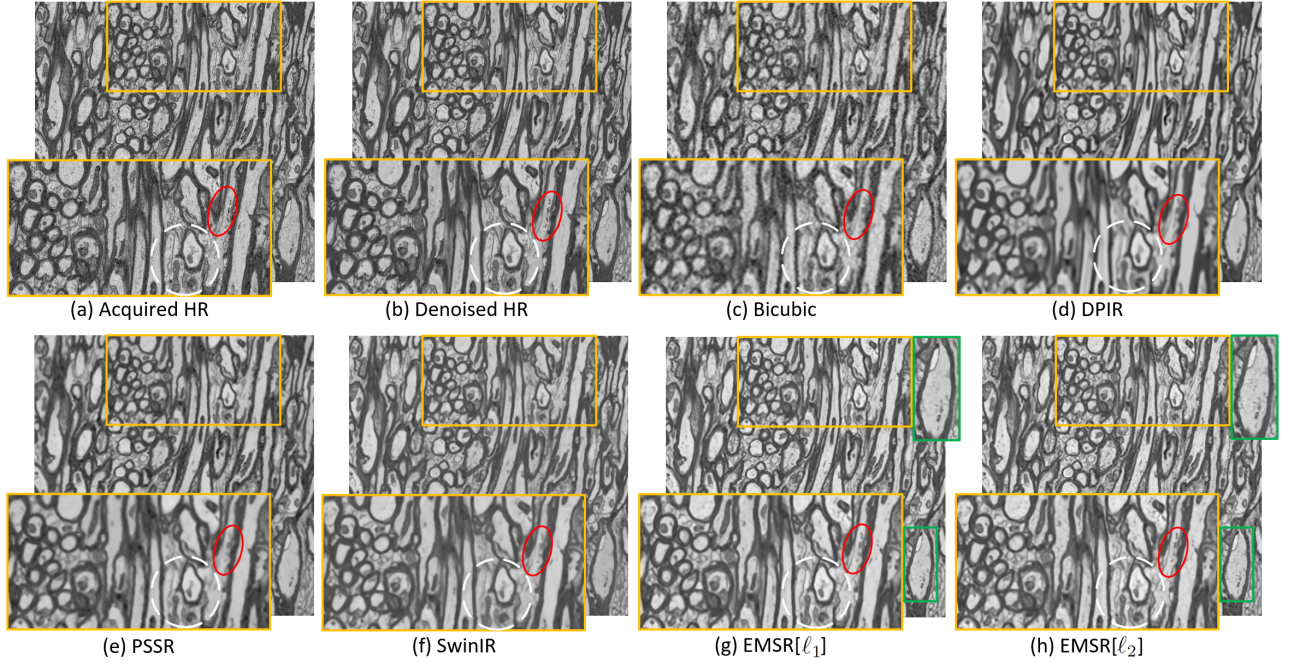 (a) Acquired HR
(b) Denoised HR
(c) Bicubic
(d) DPIR
(e) PSSR
(f) SwinIR
(g) EMSR[ℓ₁]
(h) EMSR[ℓ₂]